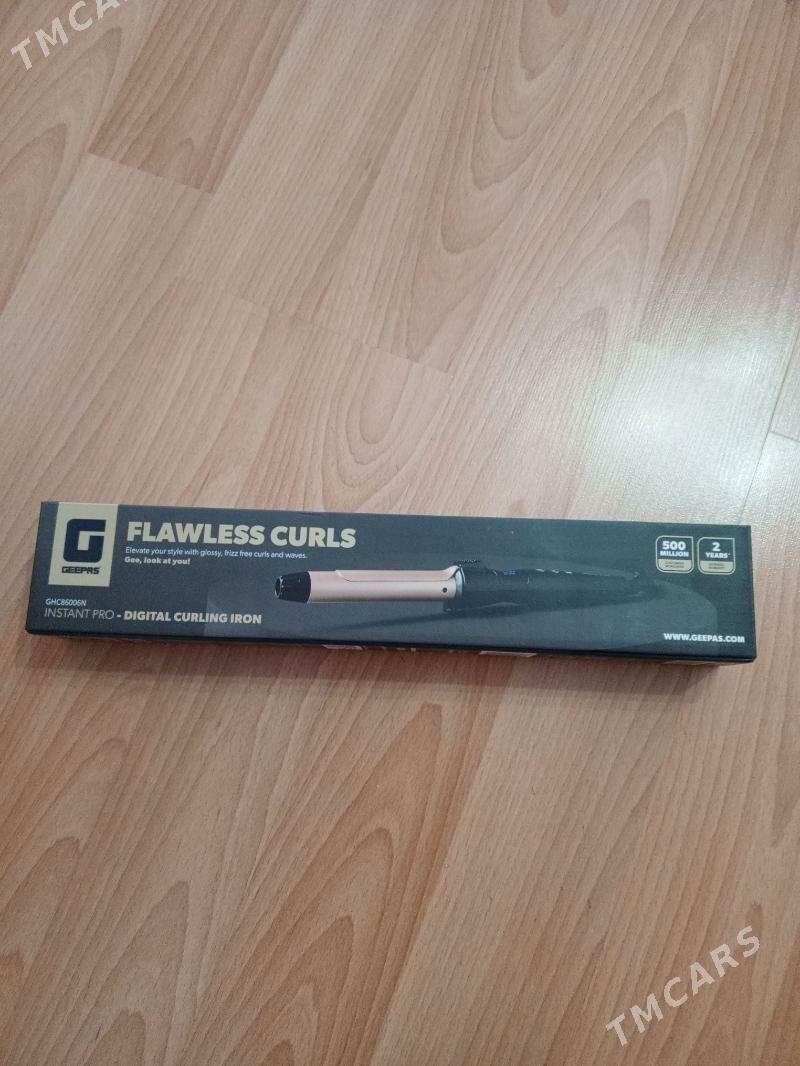 TMCARS
FLAWLESS CURLS
Elevate your style with glossy, frizz free curls and waves.
Gee, look at you!
G
GEEPAS
500
MILLION
2
YEARS*
GHC86006N
INSTANT PRO - DIGITAL CURLING IRON
WWW.GEEPAS.COM
TMCARS